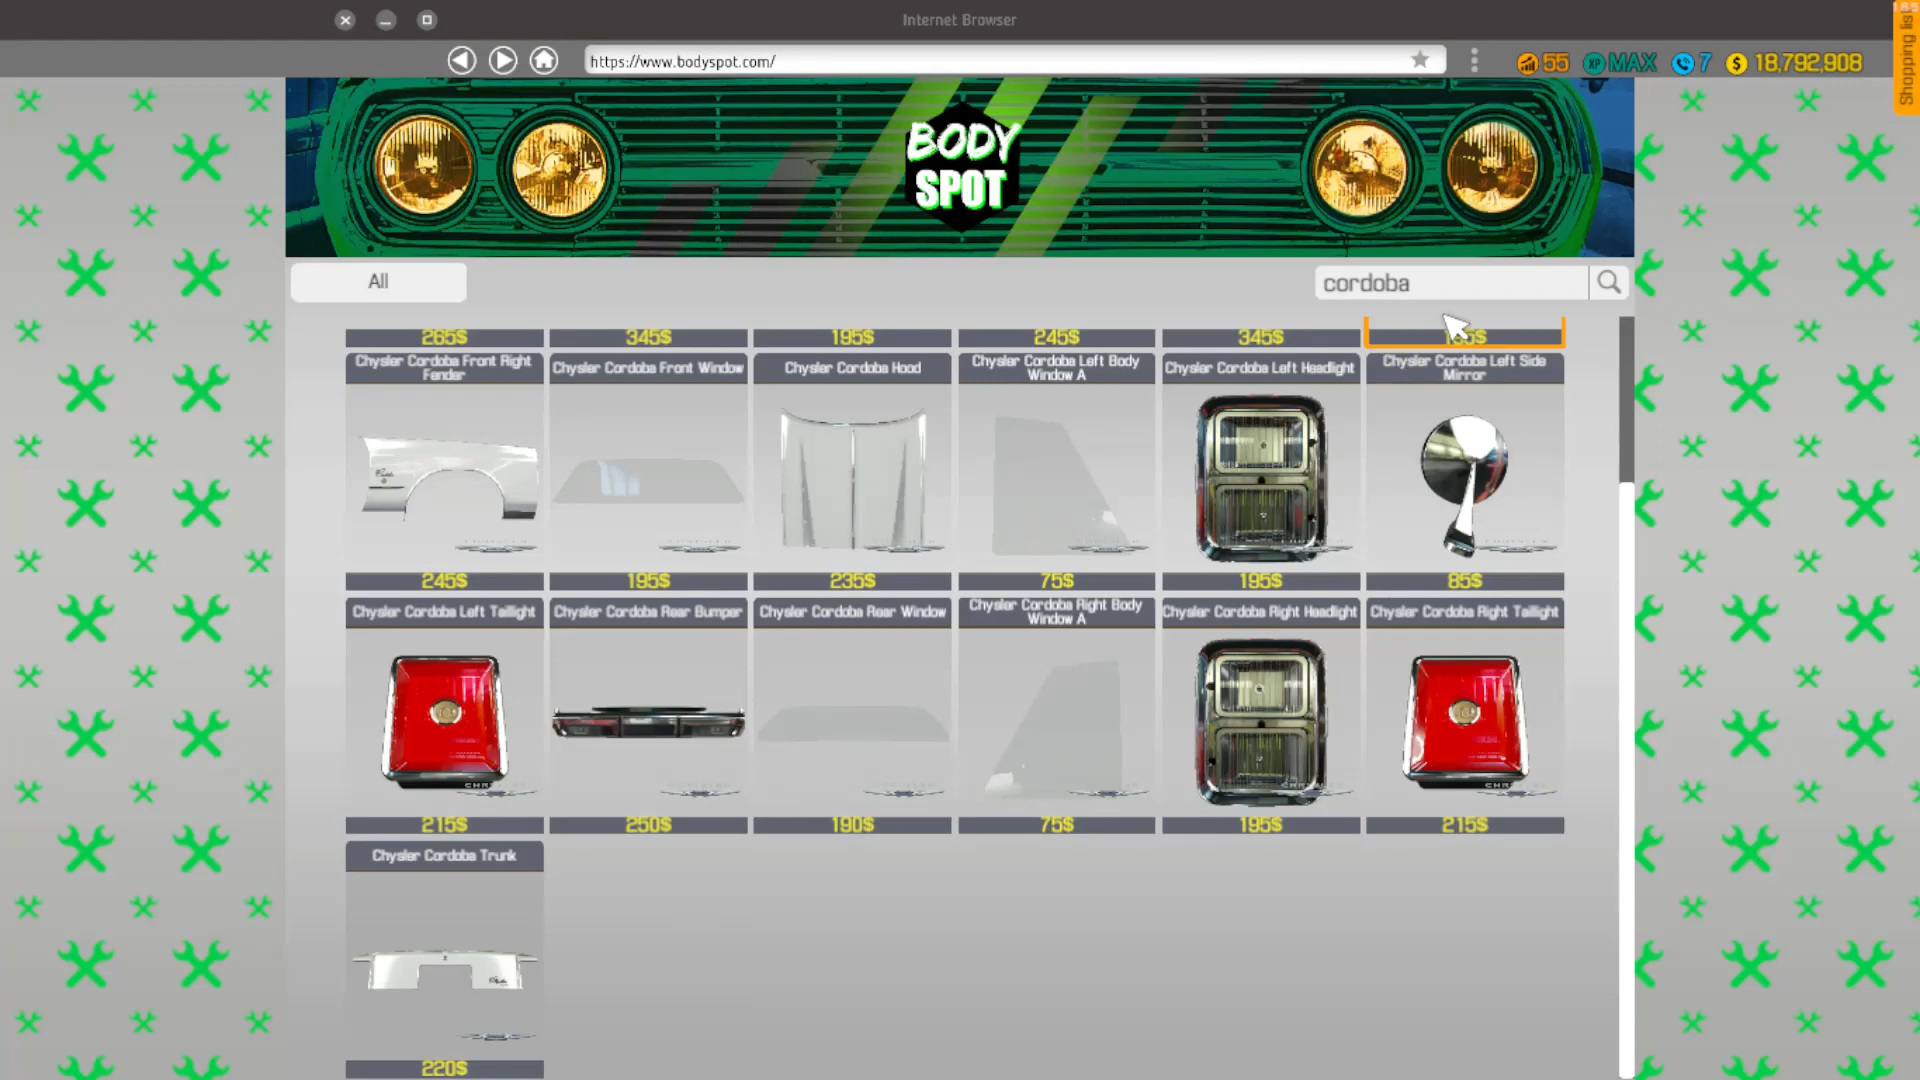 Internet Browser
https://www.bodyspot.com/
55 XP MAX 7 $ 18,792,908
Shopping list
BODY
SPOT
All
cordoba
265$ 345$ 195$ 245$ 345$
Chysler Cordoba Front Right
Fender
Chysler Cordoba Front Window
Chysler Cordoba Hood
Chysler Cordoba Left Body
Window A
Chysler Cordoba Left Headlight
Chysler Cordoba Left Side
Mirror
245$ 195$ 235$ 75$ 195$ 85$
Chysler Cordoba Left Taillight
Chysler Cordoba Rear Bumper
Chysler Cordoba Rear Window
Chysler Cordoba Right Body
Window A
Chysler Cordoba Right Headlight
Chysler Cordoba Right Taillight
215$ 250$ 190$ 75$ 195$ 215$
Chysler Cordoba Trunk
220$